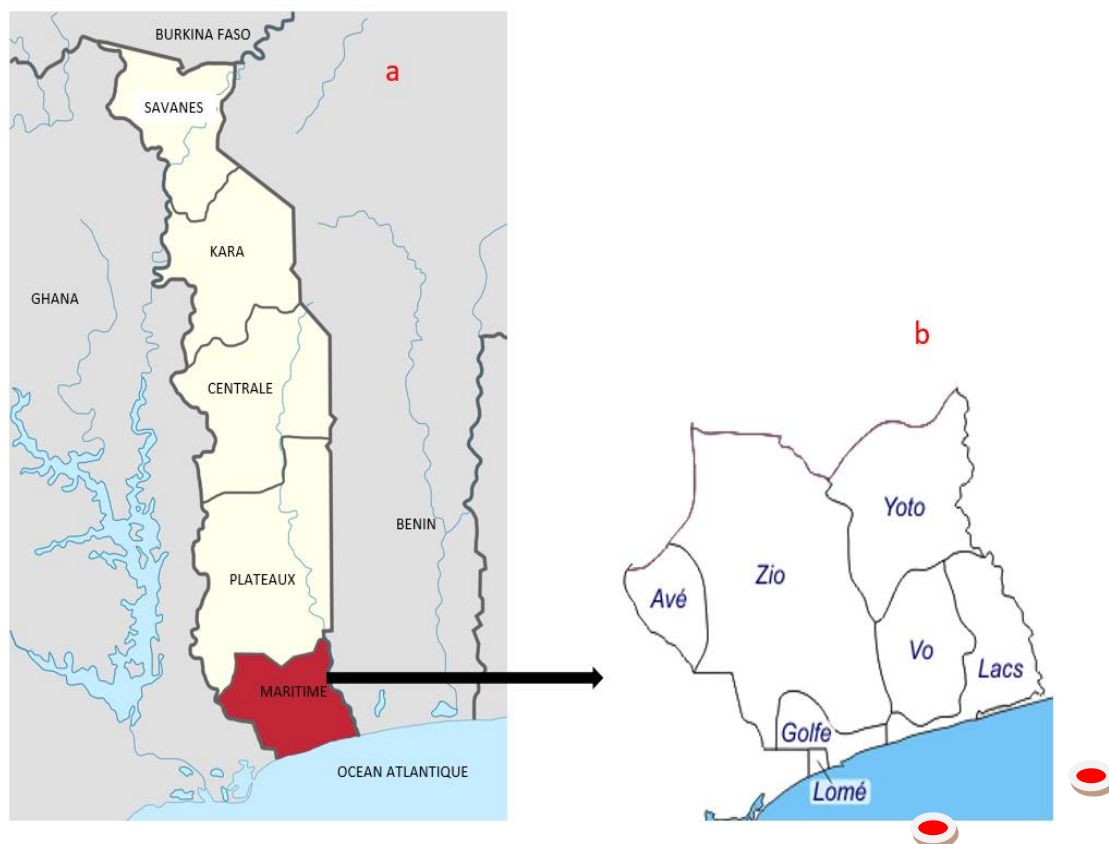 BURKINA FASO
a
SAVANES
KARA
GHANA
CENTRALE
BENIN
PLATEAUX
MARITIME
OCEAN ATLANTIQUE
b
Yoto
Zio
Avé
Vo
Lacs
Golfe
Lomé